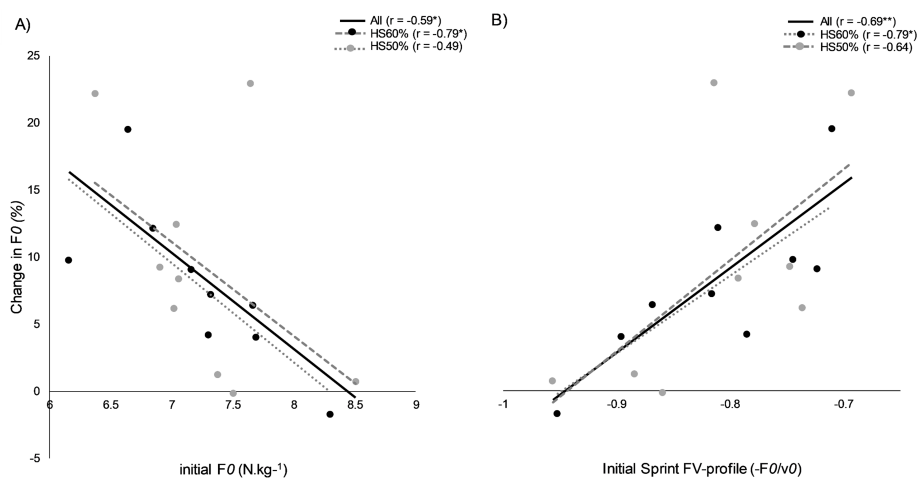 A)
All (r = -0.59*)
HS60% (r = -0.79*)
HS50% (r = -0.49)
25
20
15
10
5
0
-5
6
6.5
7
7.5
8
8.5
9
Change in F0 (%)
initial F0 (N.kg-1)
B)
All (r = -0.69**)
HS60% (r = -0.79*)
HS50% (r = -0.64)
-1
-0.9
-0.8
-0.7
Initial Sprint FV-profile (-F0/v0)